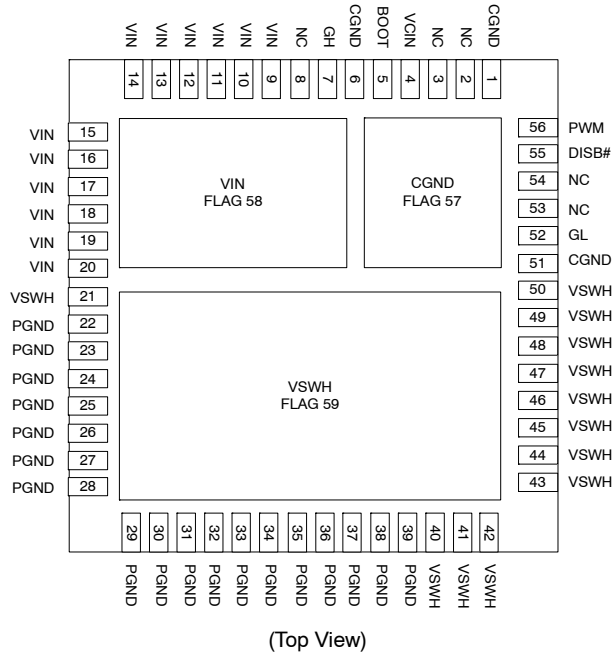 VIN VIN VIN VIN VIN VIN NC GH CGND BOOT VCIN NC NC CGND
14 13 12 11 10 9 8 7 6 5 4 3 2 1
VIN 15
VIN 16
VIN 17
VIN 18
VIN 19
VIN 20
VSWH 21
PGND 22
PGND 23
PGND 24
PGND 25
PGND 26
PGND 27
PGND 28
VIN
FLAG 58
CGND
FLAG 57
VSWH
FLAG 59
56 PWM
55 DISB#
54 NC
53 NC
52 GL
51 CGND
50 VSWH
49 VSWH
48 VSWH
47 VSWH
46 VSWH
45 VSWH
44 VSWH
43 VSWH
29 30 31 32 33 34 35 36 37 38 39 40 41 42
PGND PGND PGND PGND PGND PGND PGND PGND PGND PGND PGND VSWH VSWH VSWH
(Top View)